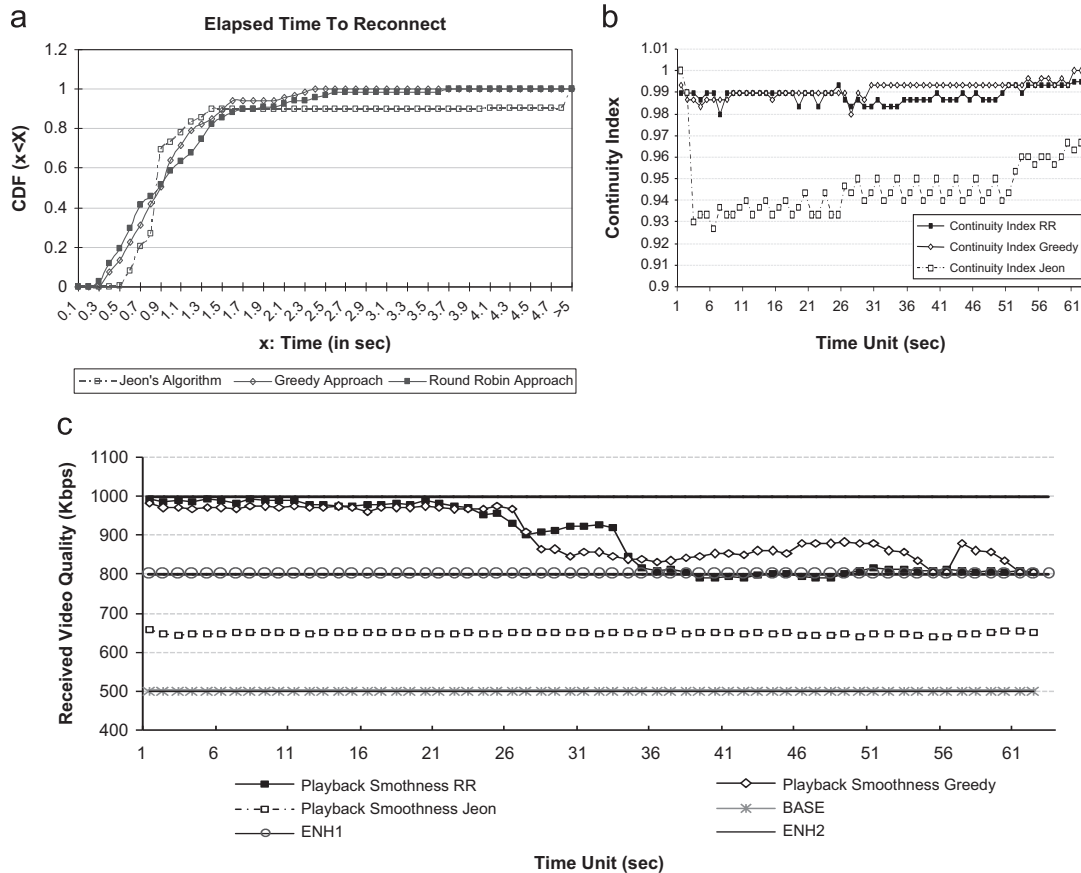 a
Elapsed Time To Reconnect
1.2
1
0.8
0.6
0.4
0.2
0
CDF (x<X)
0.1
0.3
0.5
0.7
0.9
1.1
1.3
1.5
1.7
1.9
2.1
2.3
2.5
2.7
2.9
3.1
3.3
3.5
3.7
3.9
4.1
4.3
4.5
4.7
>5
x: Time (in sec)
Jeon's Algorithm
Greedy Approach
Round Robin Approach
b
1.01
1
0.99
0.98
0.97
0.96
0.95
0.94
0.93
0.92
0.91
0.9
Continuity Index
Continuity Index RR
Continuity Index Greedy
Continuity Index Jeon
1 6 11 16 21 26 31 36 41 46 51 56 61
Time Unit (sec)
c
1100
1000
900
800
700
600
500
400
Received Video Quality (Kbps)
1 6 11 16 21 26 31 36 41 46 51 56 61
Playback Smothness RR
Playback Smoothness Greedy
Playback Smoothness Jeon
BASE
ENH1
ENH2
Time Unit (sec)